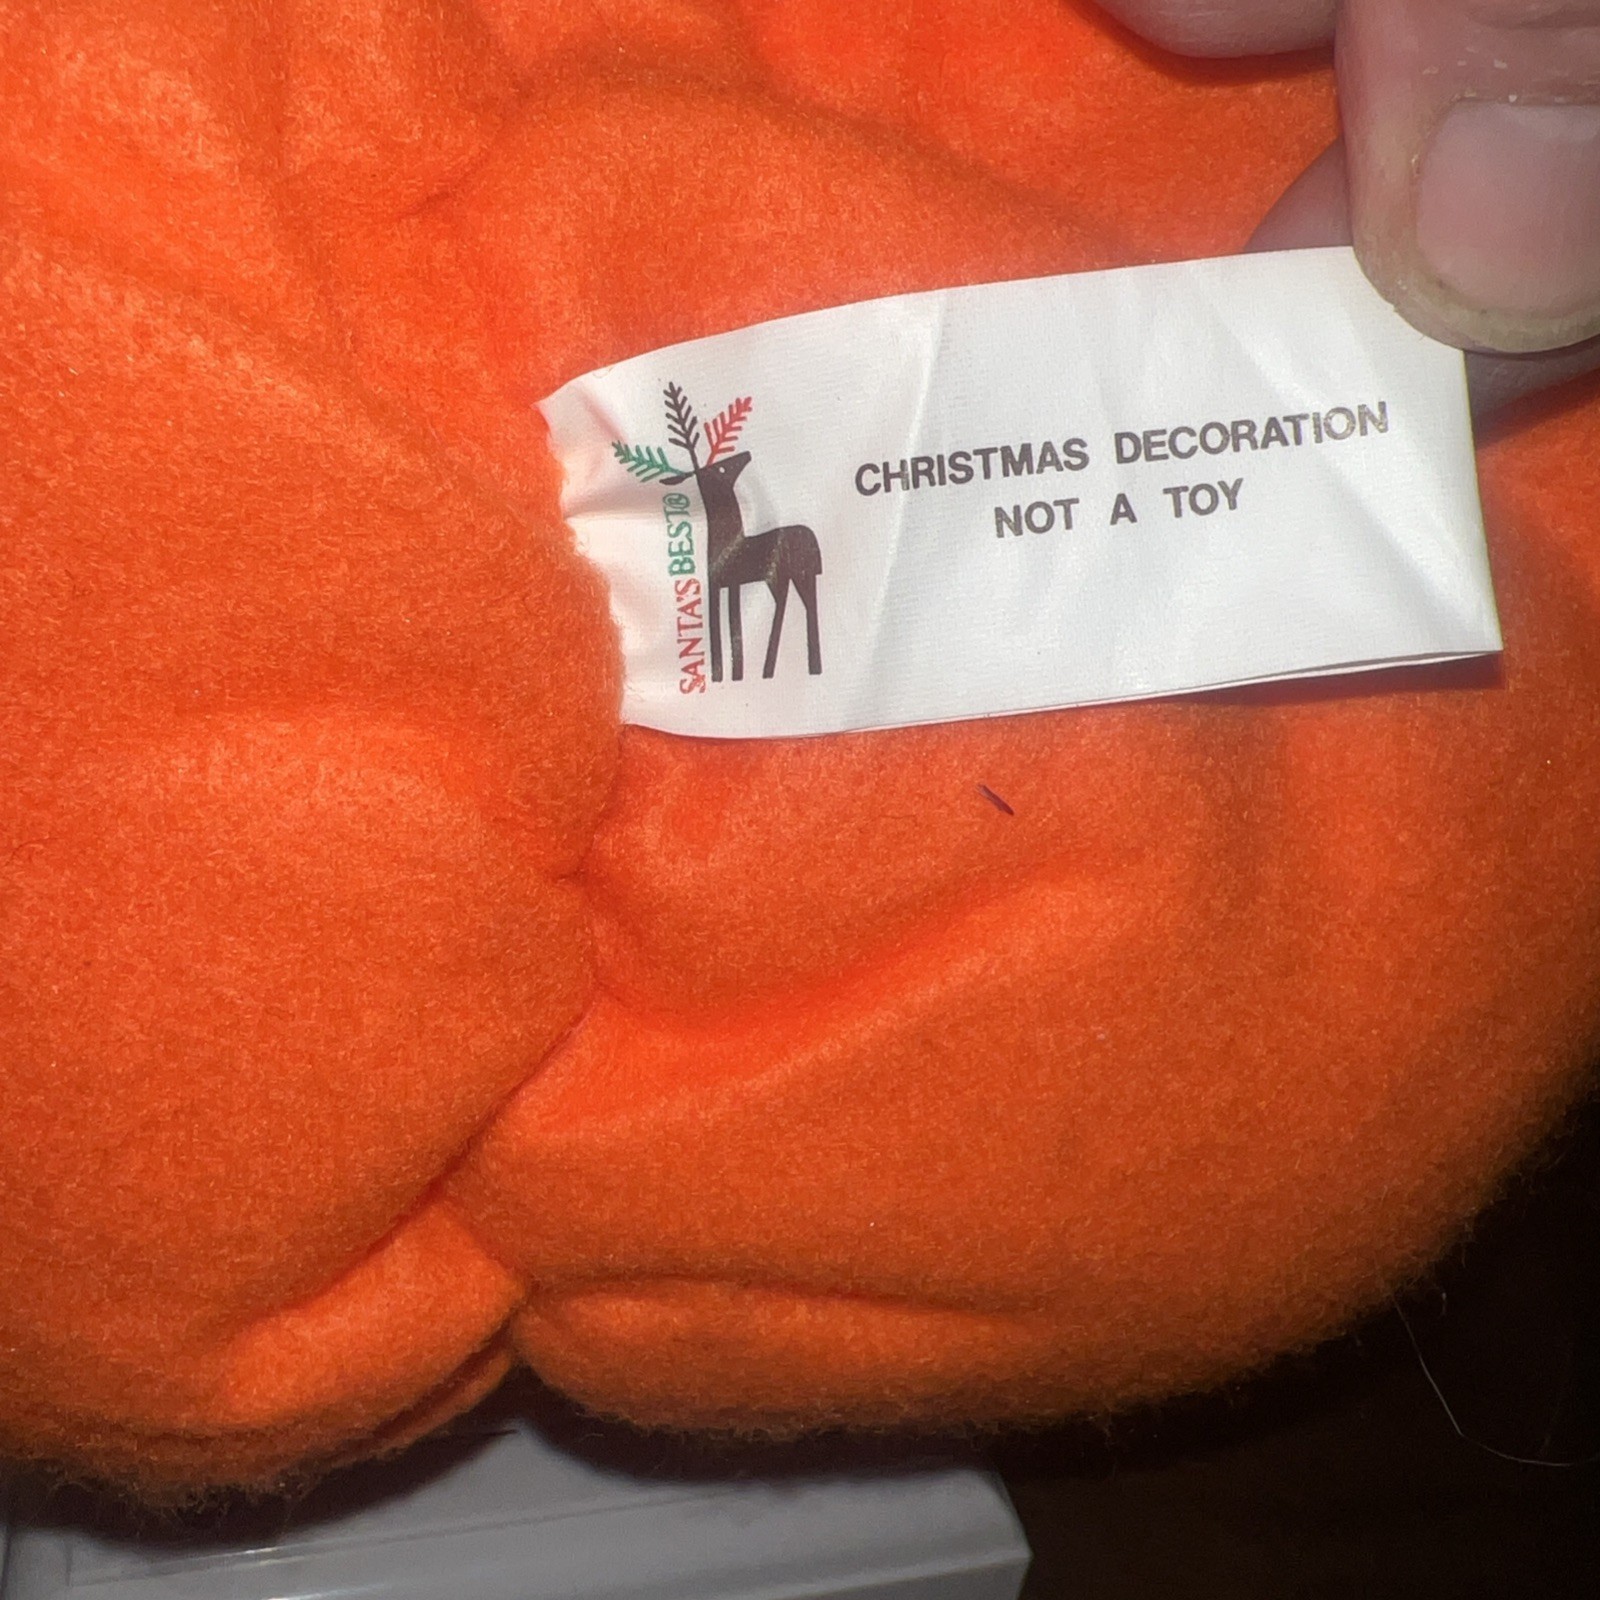 SANTA'S BEST®
CHRISTMAS DECORATION
NOT A TOY